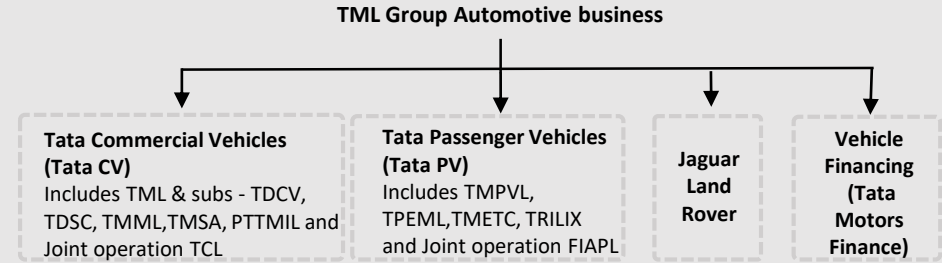 TML Group Automotive business
Tata Commercial Vehicles
(Tata CV)
Includes TML & subs - TDCV,
TDSC, TMML,TMSA, PTTMIL and
Joint operation TCL
Tata Passenger Vehicles
(Tata PV)
Includes TMPVL,
TPEML,TMETC, TRILIX
and Joint operation FIAPL
Jaguar
Land
Rover
Vehicle
Financing
(Tata
Motors
Finance)